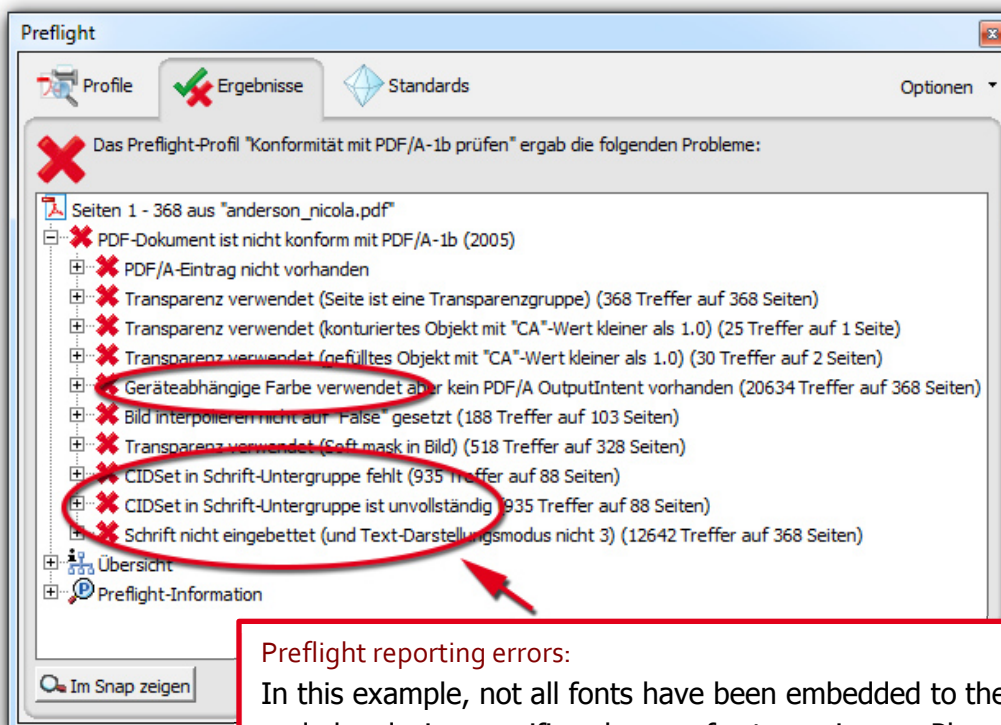 Preflight
Profile Ergebnisse Standards Optionen
Das Preflight-Profil "Konformität mit PDF/A-1b prüfen" ergab die folgenden Probleme:
Seiten 1 - 368 aus "anderson_nicola.pdf"
PDF-Dokument ist nicht konform mit PDF/A-1b (2005)
PDF/A-Eintrag nicht vorhanden
Transparenz verwendet (Seite ist eine Transparenzgruppe) (368 Treffer auf 368 Seiten)
Transparenz verwendet (konturiertes Objekt mit "CA"-Wert kleiner als 1.0) (25 Treffer auf 1 Seite)
Transparenz verwendet (gefülltes Objekt mit "CA"-Wert kleiner als 1.0) (30 Treffer auf 2 Seiten)
Geräteabhängige Farbe verwendet aber kein PDF/A OutputIntent vorhanden (20634 Treffer auf 368 Seiten)
Bild interpolieren nicht auf "False" gesetzt (188 Treffer auf 103 Seiten)
Transparenz verwendet (Soft mask in Bild) (518 Treffer auf 328 Seiten)
CIDSet in Schrift-Untergruppe fehlt (935 Treffer auf 88 Seiten)
CIDSet in Schrift-Untergruppe ist unvollständig (935 Treffer auf 88 Seiten)
Schrift nicht eingebettet (und Text-Darstellungsmodus nicht 3) (12642 Treffer auf 368 Seiten)
Übersicht
Preflight-Information
Im Snap zeigen
Preflight reporting errors:
In this example, not all fonts have been embedded to the